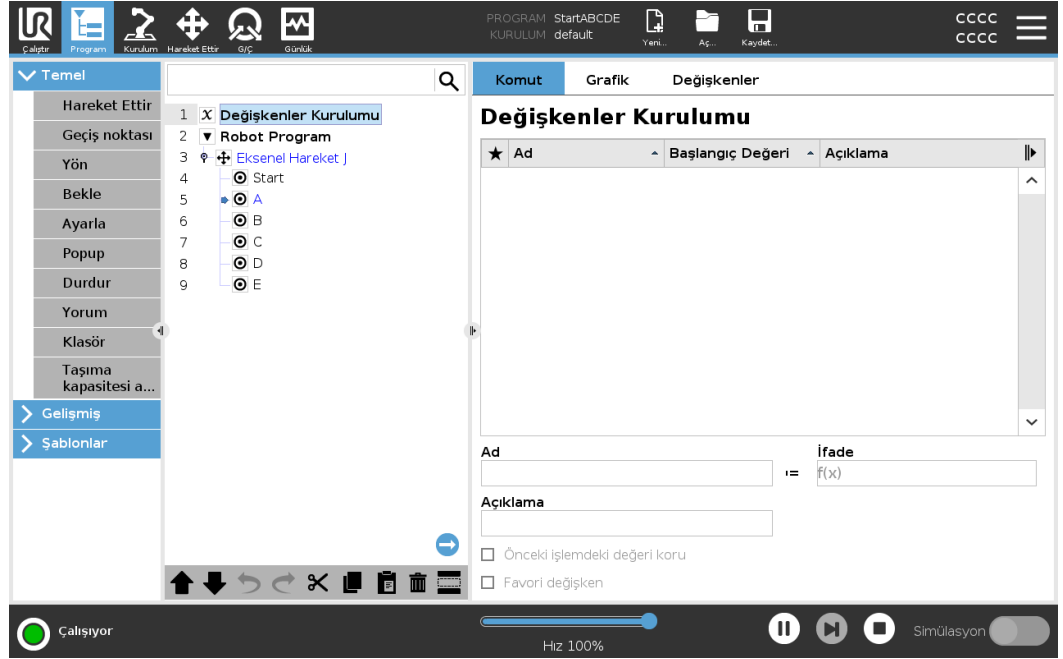 UR
PROGRAM StartABCDE
KURULUM default
Çalıştır
Program
Kurulum
Hareket Ettir
G/Ç
Günlük
Yeni...
Aç...
Kaydet...
CCCC
CCCC
Temel
Hareket Ettir
Geçiş noktası
Yön
Bekle
Ayarla
Popup
Durdur
Yorum
Klasör
Taşıma
kapasitesi a...
Gelişmiş
Şablonlar
1 X Değişkenler Kurulumu
2 Robot Program
3 Eksenel Hareket J
4 Start
5 A
6 B
7 C
8 D
9 E
Komut Grafik Değişkenler
Değişkenler Kurulumu
Ad Başlangıç Değeri Açıklama
Ad
İfade
:=
f(x)
Açıklama
Önceki işlemdeki değeri koru
Favori değişken
Çalışıyor
Hız 100%
Simülasyon